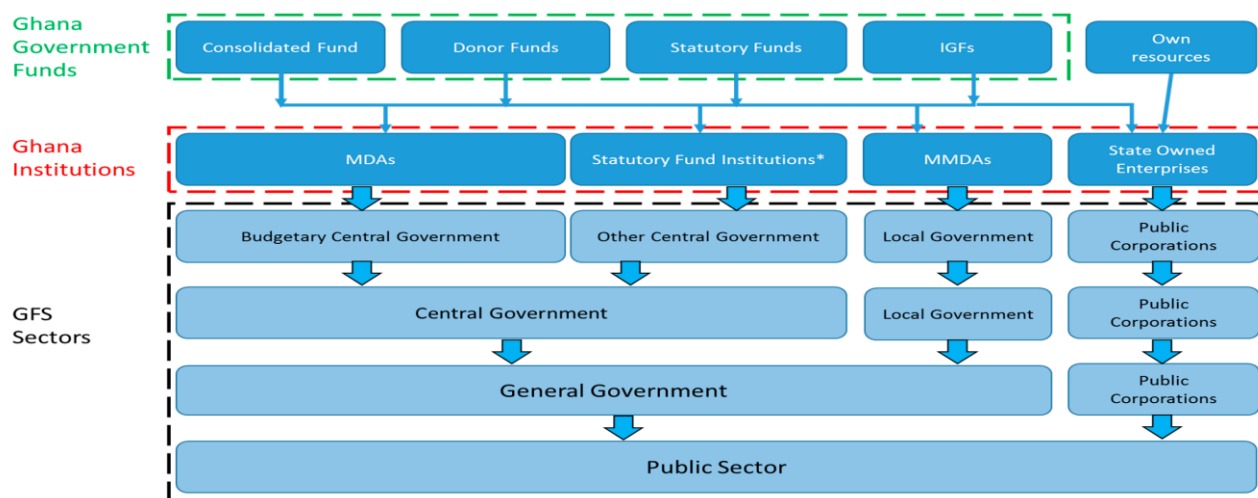 Ghana
Government
Funds
Consolidated Fund
Donor Funds
Statutory Funds
IGFs
Own
resources
Ghana
Institutions
MDAs
Statutory Fund Institutions*
MMDAs
State Owned
Enterprises
Budgetary Central Government
Other Central Government
Local Government
Public
Corporations
GFS
Sectors
Central Government
Local Government
Public
Corporations
General Government
Public
Corporations
Public Sector